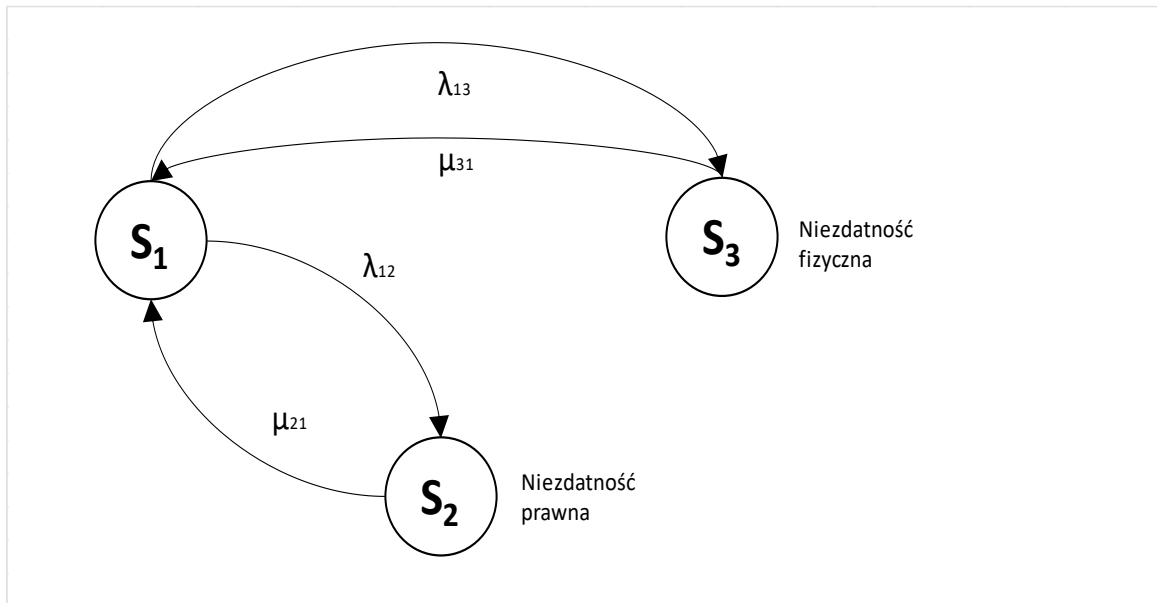 λ13
μ31
S1
S3
Niezdatność
fizyczna
λ12
μ21
S2
Niezdatność
prawna